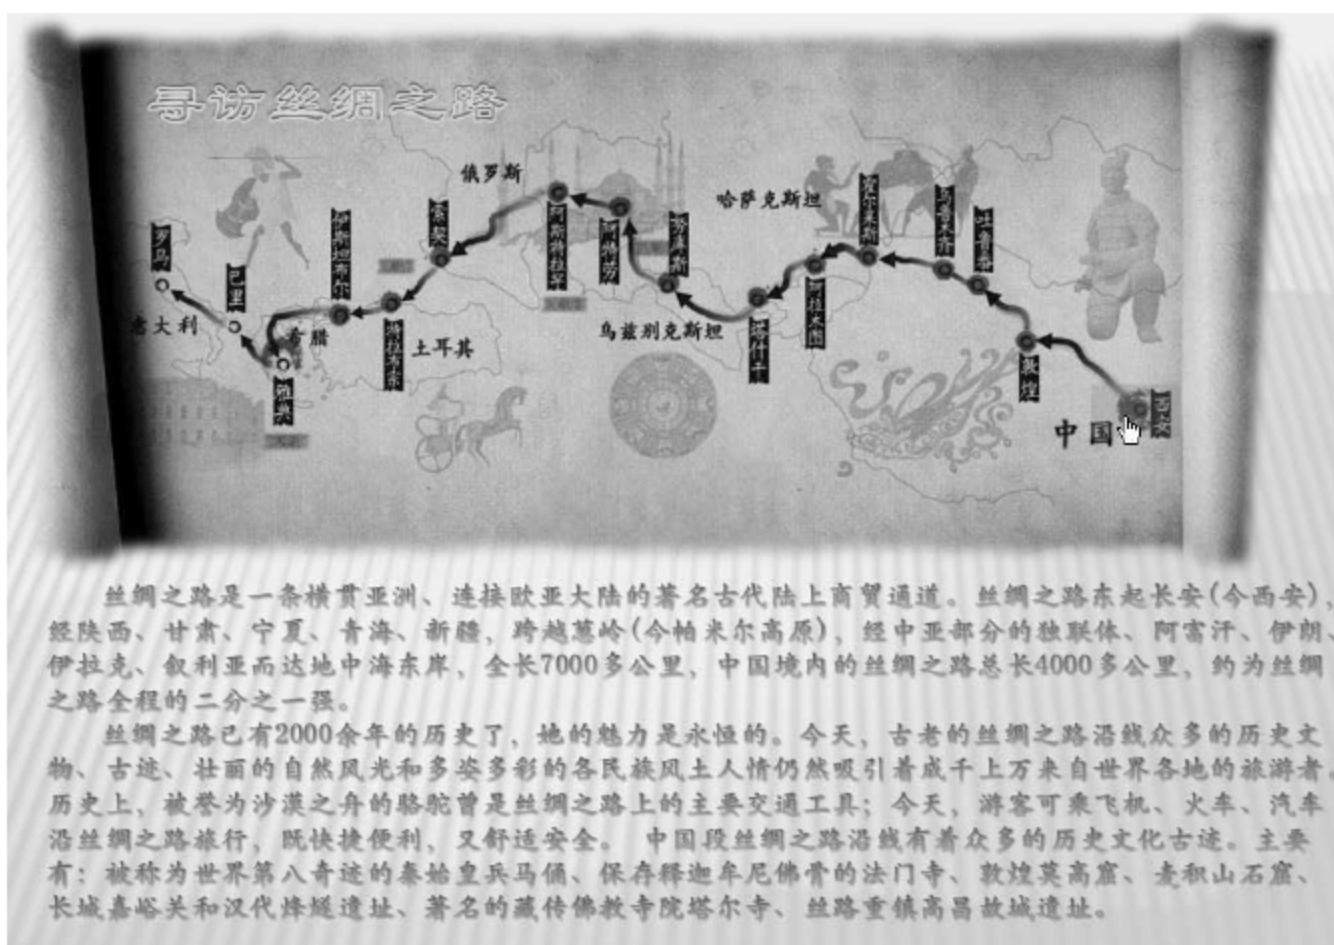 寻访丝绸之路
俄罗斯
哈萨克斯坦
罗马
巴里
伊斯坦布尔
索契
阿斯特拉罕
阿特劳
努库斯
霍尔果斯
乌鲁木齐
吐鲁番
意大利
希腊
土耳其
乌兹别克斯坦
雅典
特拉布宗
塔什干
阿拉木图
敦煌
中国
西安
丝绸之路是一条横贯亚洲、连接欧亚大陆的著名古代陆上商贸通道。丝绸之路东起长安(今西安),
经陕西、甘肃、宁夏、青海、新疆,跨越葱岭(今帕米尔高原),经中亚部分的独联体、阿富汗、伊朗、
伊拉克、叙利亚而达地中海东岸,全长7000多公里,中国境内的丝绸之路总长4000多公里,约为丝绸
之路全程的二分之一强。
丝绸之路已有2000余年的历史了,她的魅力是永恒的。今天,古老的丝绸之路沿线众多的历史文
物、古迹、壮丽的自然风光和多姿多彩的各民族风土人情仍然吸引着成千上万来自世界各地的旅游者。
历史上,被誉为沙漠之舟的骆驼曾是丝绸之路上的主要交通工具;今天,游客可乘飞机、火车、汽车
沿丝绸之路旅行,既快捷便利,又舒适安全。 中国段丝绸之路沿线有着众多的历史文化古迹。主要
有:被称为世界第八奇迹的秦始皇兵马俑、保存释迦牟尼佛骨的法门寺、敦煌莫高窟、麦积山石窟、
长城嘉峪关和汉代烽燧遗址、著名的藏传佛教寺院塔尔寺、丝路重镇高昌故城遗址。